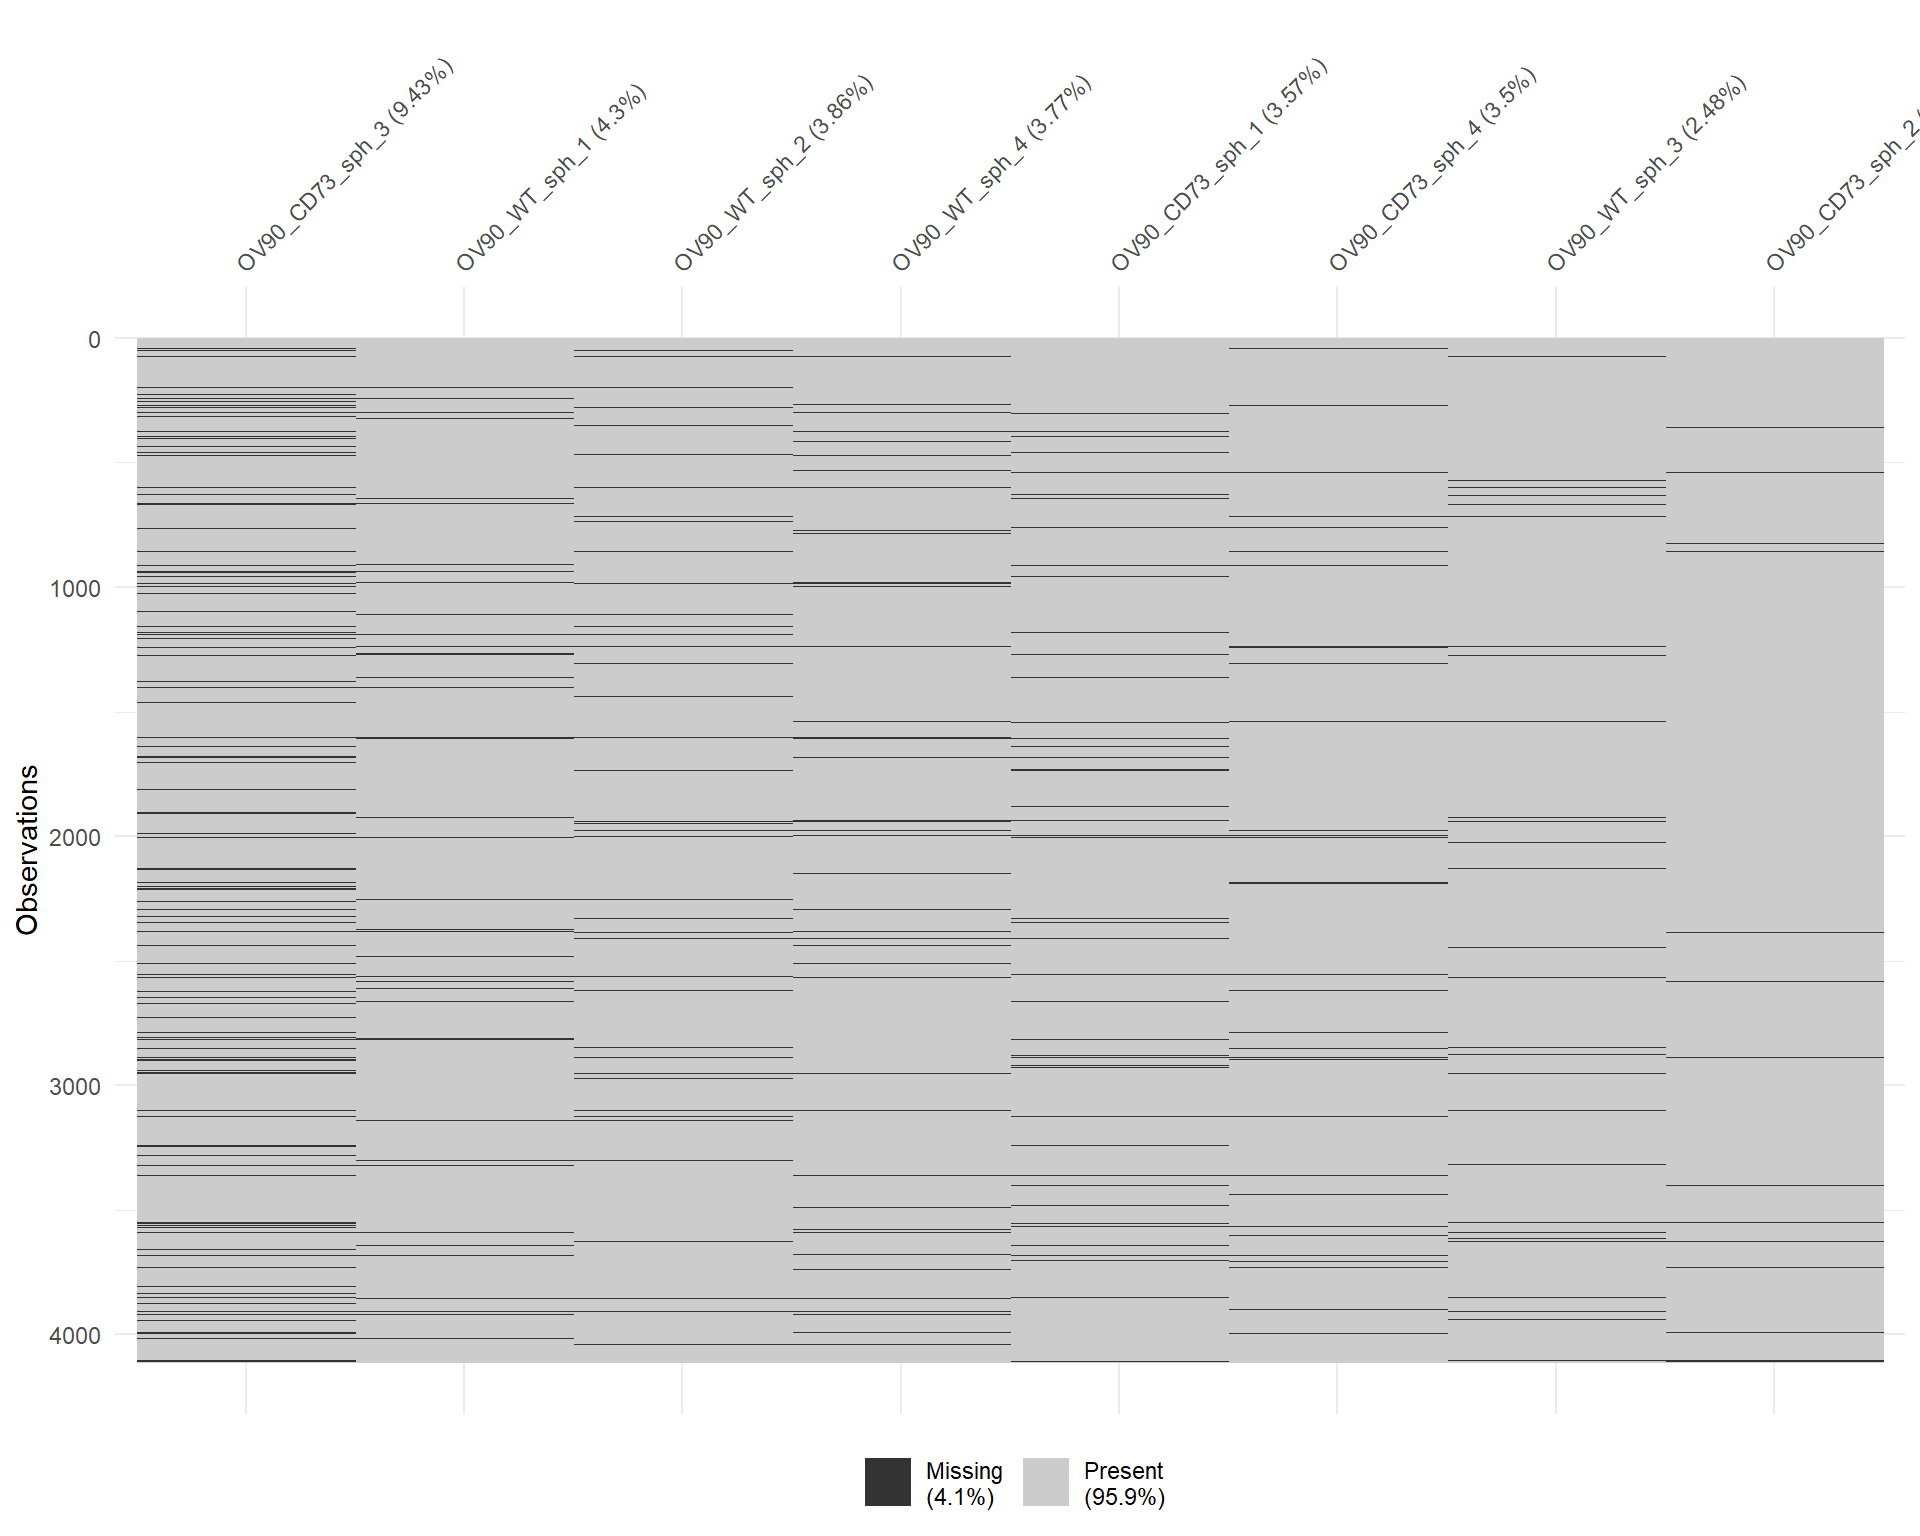 OV90_CD73_sph_3 (9.43%)
OV90_WT_sph_1 (4.3%)
OV90_WT_sph_2 (3.86%)
OV90_WT_sph_4 (3.77%)
OV90_CD73_sph_1 (3.57%)
OV90_CD73_sph_4 (3.5%)
OV90_WT_sph_3 (2.48%)
OV90_CD73_sph_2 (
0
1000
2000
3000
4000
Observations
Missing
(4.1%)
Present
(95.9%)